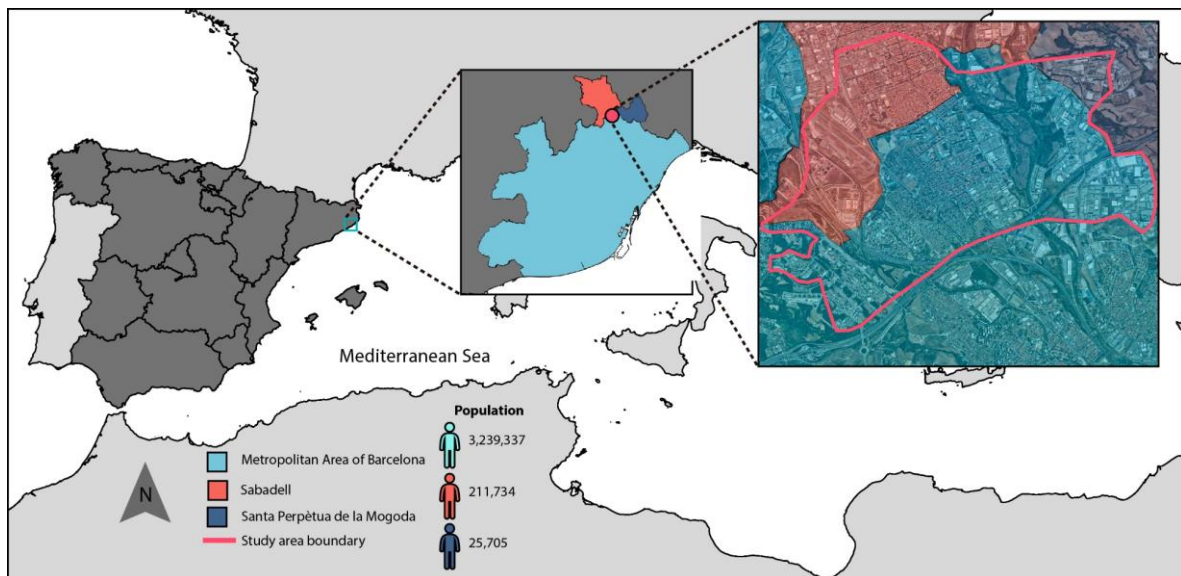 Mediterranean Sea
N
Metropolitan Area of Barcelona
Sabadell
Santa Perpètua de la Mogoda
Study area boundary
Population
3,239,337
211,734
25,705